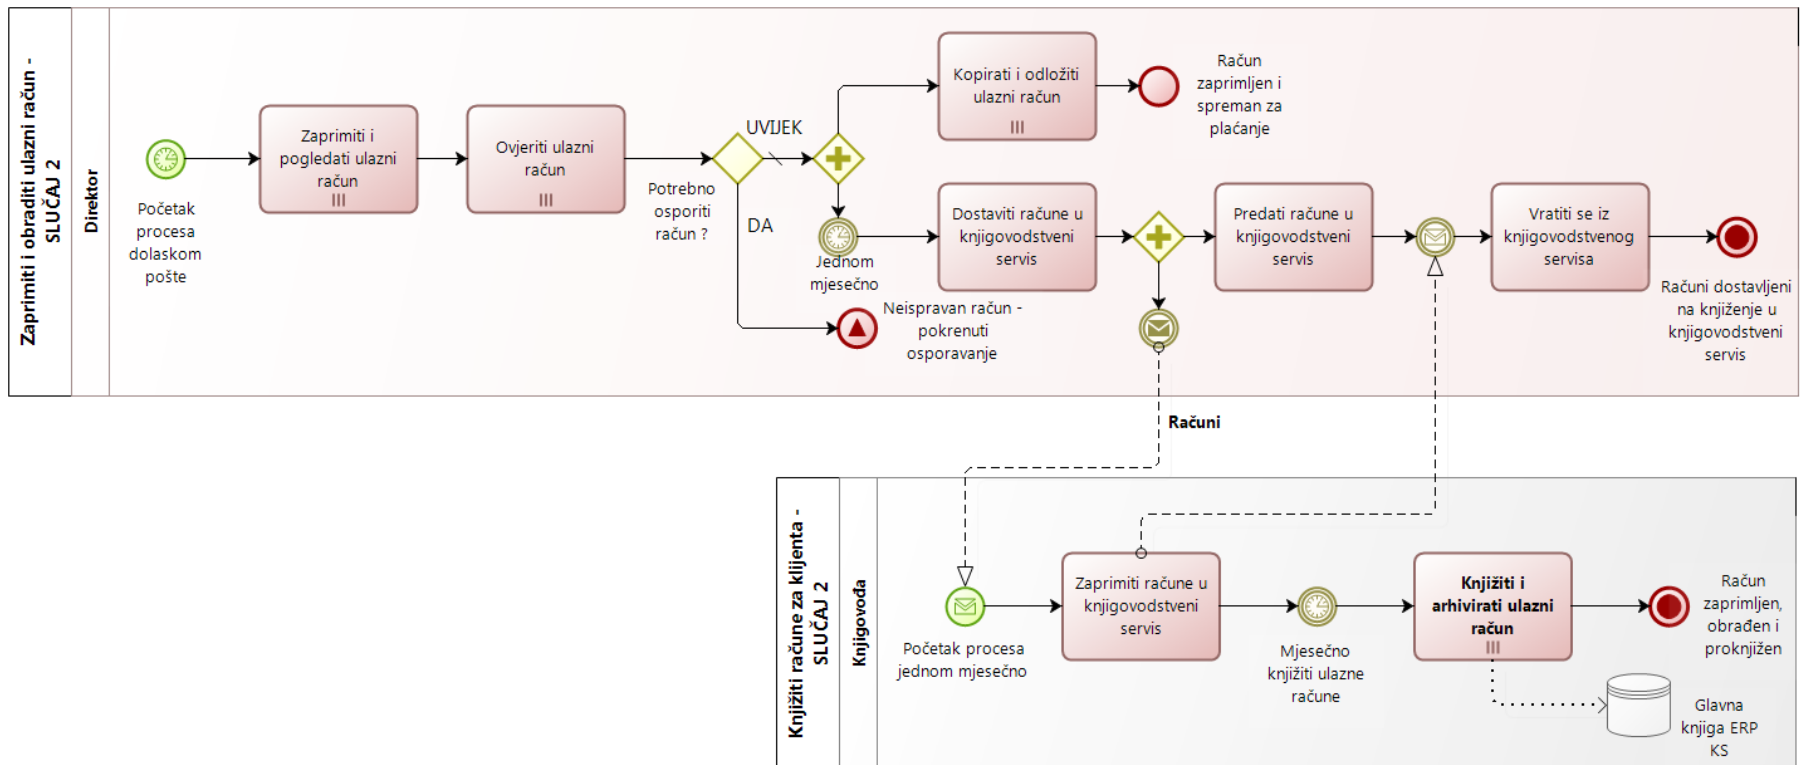 Zaprimiti i obraditi ulazni račun -
SLUČAJ 2
Direktor
Početak
procesa
dolaskom
pošte
Zaprimiti i
pogledati ulazni
račun
Ovjeriti ulazni
račun
Potrebno
osporiti
račun ?
UVIJEK
DA
Kopirati i odložiti
ulazni račun
Račun
zaprimljen i
spreman za
plaćanje
Jednom
mjesečno
Dostaviti račune u
knjigovodstveni
servis
Predati račune u
knjigovodstveni
servis
Vratiti se iz
knjigovodstvenog
servisa
Računi dostavljeni
na knjiženje u
knjigovodstveni
servis
Neispravan račun -
pokrenuti
osporavanje
Računi
Knjižiti račune za klijenta -
SLUČAJ 2
Knjigovođa
Početak procesa
jednom mjesečno
Zaprimiti račune u
knjigovodstveni
servis
Mjesečno
knjižiti ulazne
račune
Knjižiti i
arhivirati ulazni
račun
Račun
zaprimljen,
obrađen i
proknjižen
Glavna
knjiga ERP
KS